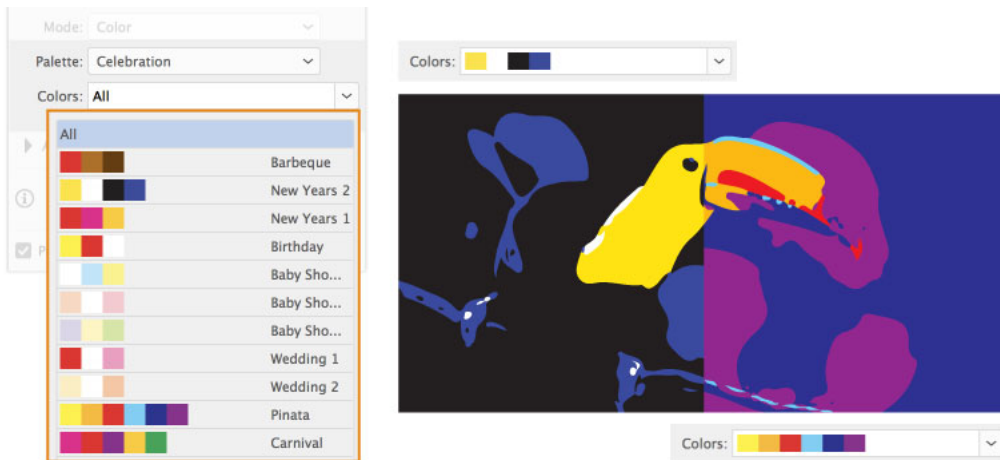 Mode: Color
Palette: Celebration
Colors: All
All
Barbeque
New Years 2
New Years 1
Birthday
Baby Sho...
Baby Sho...
Baby Sho...
Wedding 1
Wedding 2
Pinata
Carnival
Colors:
Colors: